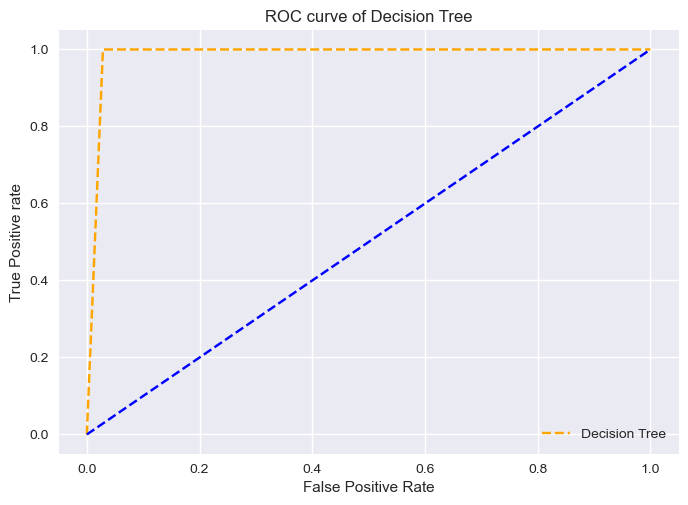 ROC curve of Decision Tree
1.0
0.8
0.6
0.4
0.2
0.0
True Positive rate
0.0 0.2 0.4 0.6 0.8 1.0
False Positive Rate
Decision Tree